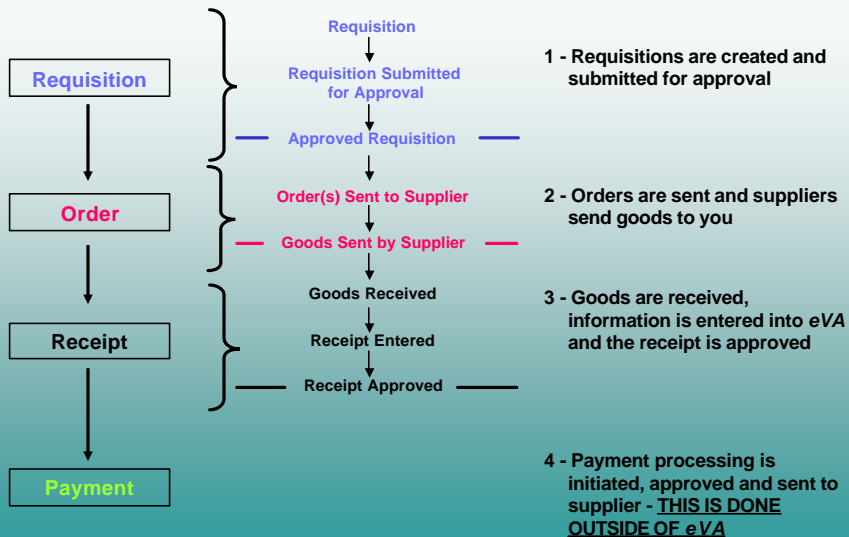 Requisition
Order
Receipt
Payment
Requisition
Requisition Submitted
for Approval
Approved Requisition
Order(s) Sent to Supplier
Goods Sent by Supplier
Goods Received
Receipt Entered
Receipt Approved
1 - Requisitions are created and
submitted for approval
2 - Orders are sent and suppliers
send goods to you
3 - Goods are received,
information is entered into eVA
and the receipt is approved
4 - Payment processing is
initiated, approved and sent to
supplier - THIS IS DONE
OUTSIDE OF eVA